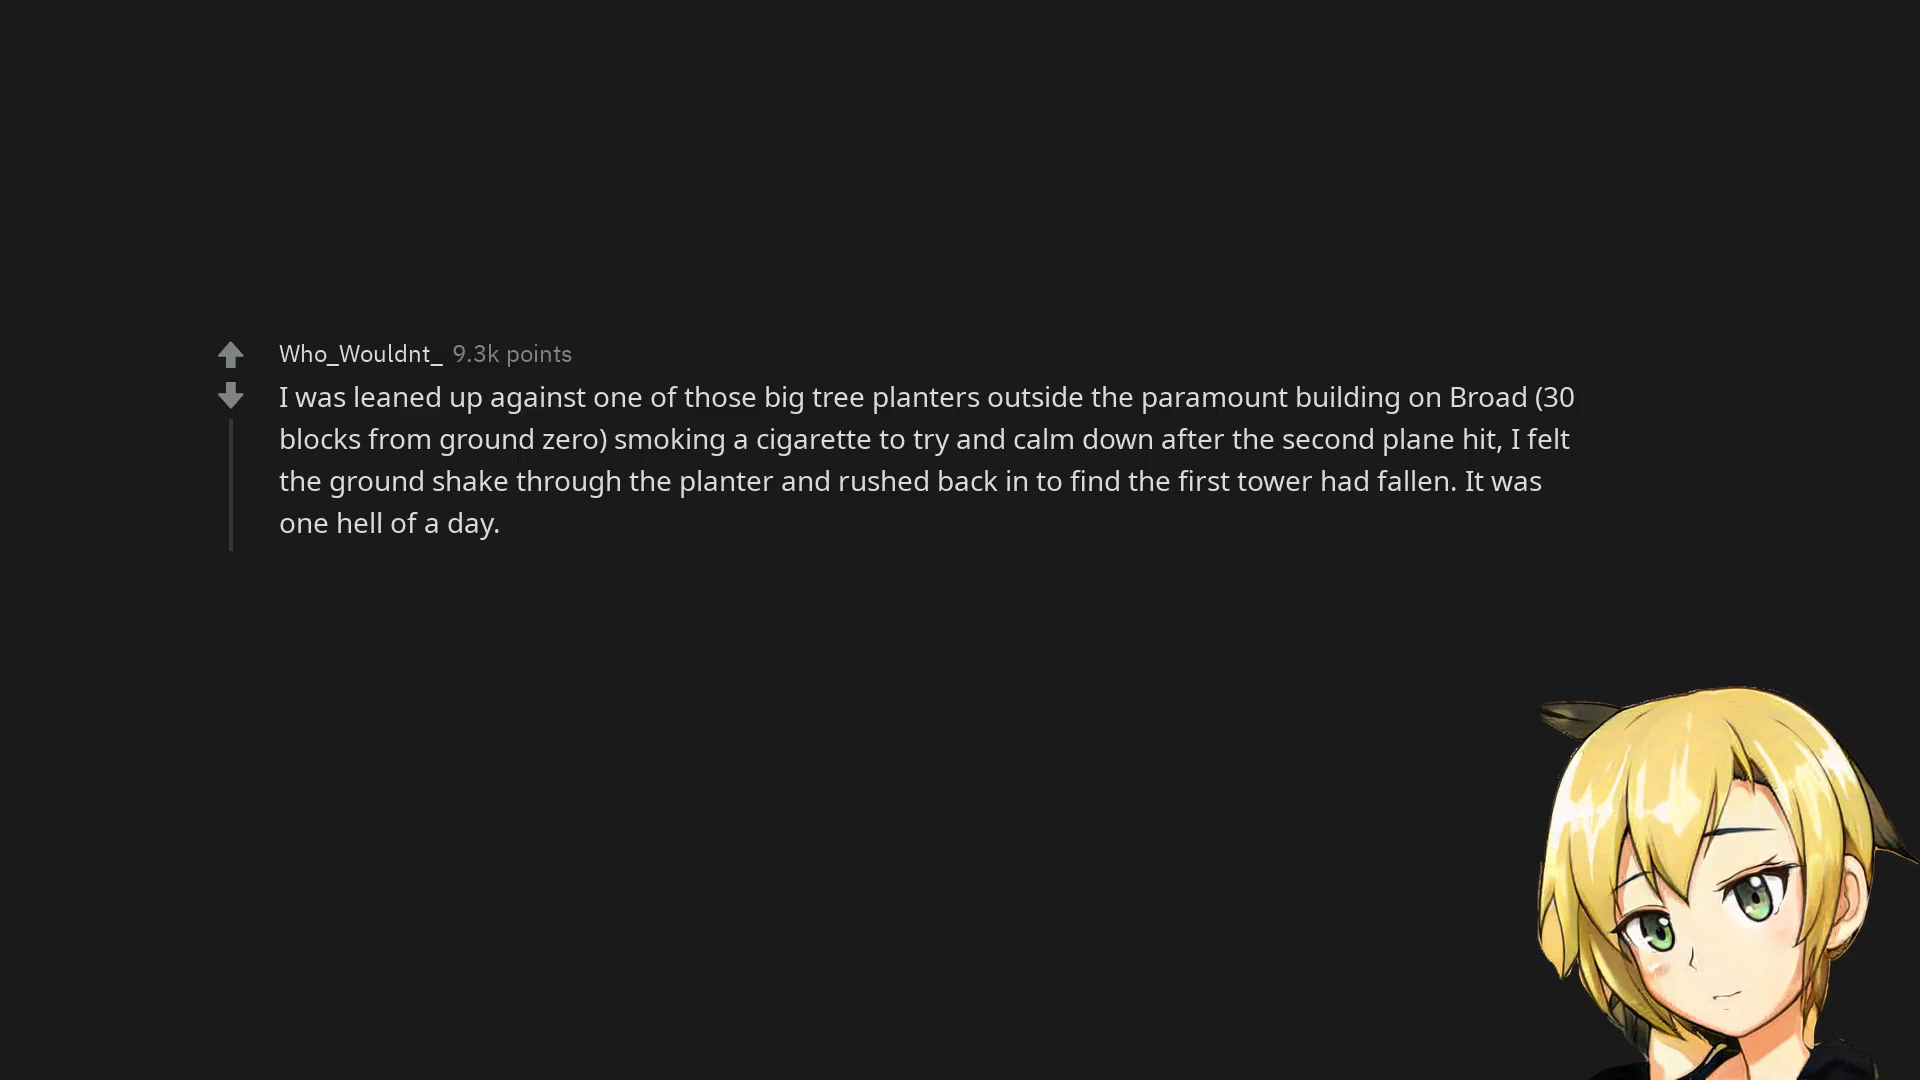 Who_Wouldnt_ 9.3k points
I was leaned up against one of those big tree planters outside the paramount building on Broad (30
blocks from ground zero) smoking a cigarette to try and calm down after the second plane hit, I felt
the ground shake through the planter and rushed back in to find the first tower had fallen. It was
one hell of a day.